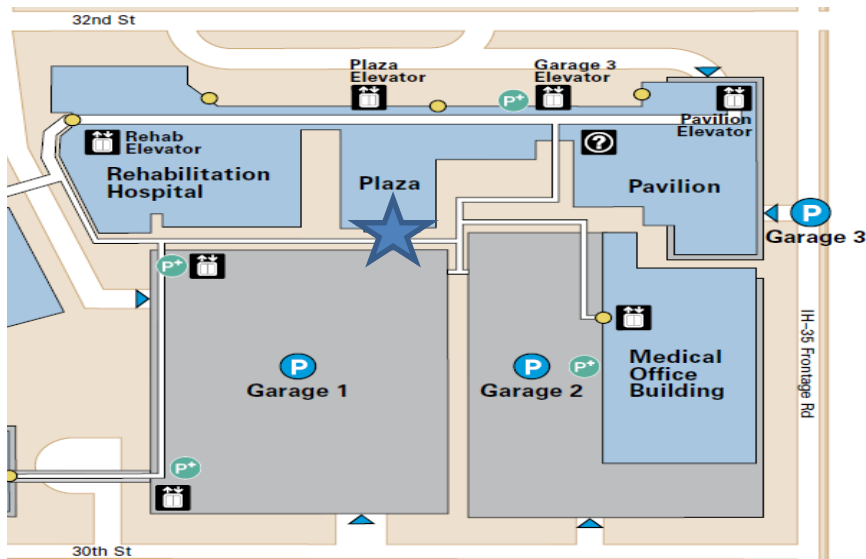 32nd St
Plaza
Elevator
Garage 3
Elevator
P+
Pavilion
Elevator
Rehab
Elevator
?
Rehabilitation
Hospital
Plaza
Pavilion
P
Garage 3
P+
IH-35 Frontage Rd
P
Garage 1
P
Garage 2
P+
Medical
Office
Building
P+
30th St